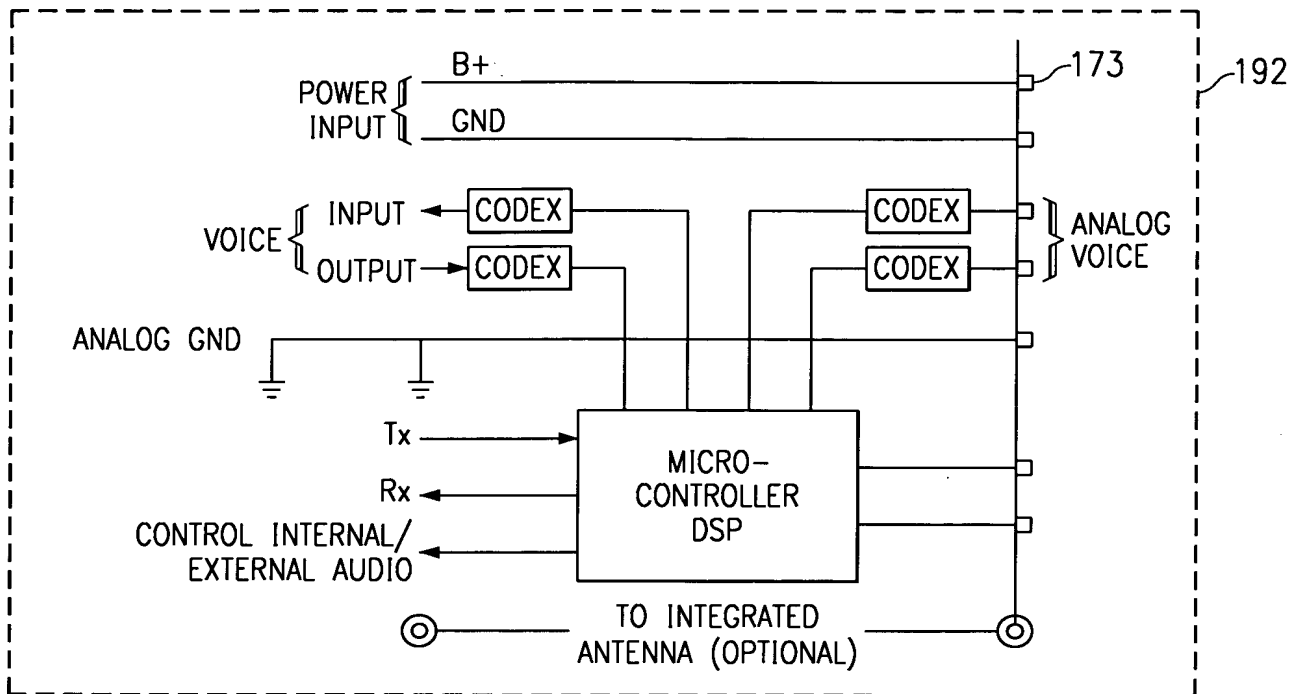 B+
173
192
POWER
INPUT
GND
INPUT
CODEX
CODEX
VOICE
ANALOG
VOICE
OUTPUT
CODEX
CODEX
ANALOG GND
Tx
Rx
MICRO-
CONTROLLER
DSP
CONTROL INTERNAL/
EXTERNAL AUDIO
TO INTEGRATED
ANTENNA (OPTIONAL)